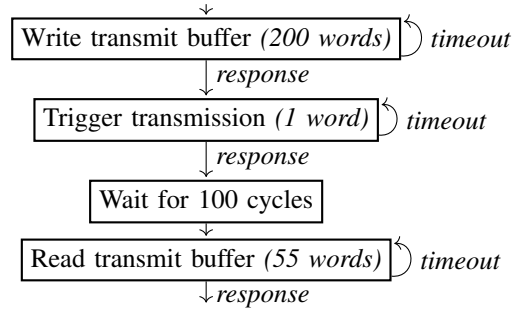 Write transmit buffer (200 words)
timeout
response
Trigger transmission (1 word)
timeout
response
Wait for 100 cycles
Read transmit buffer (55 words)
timeout
response